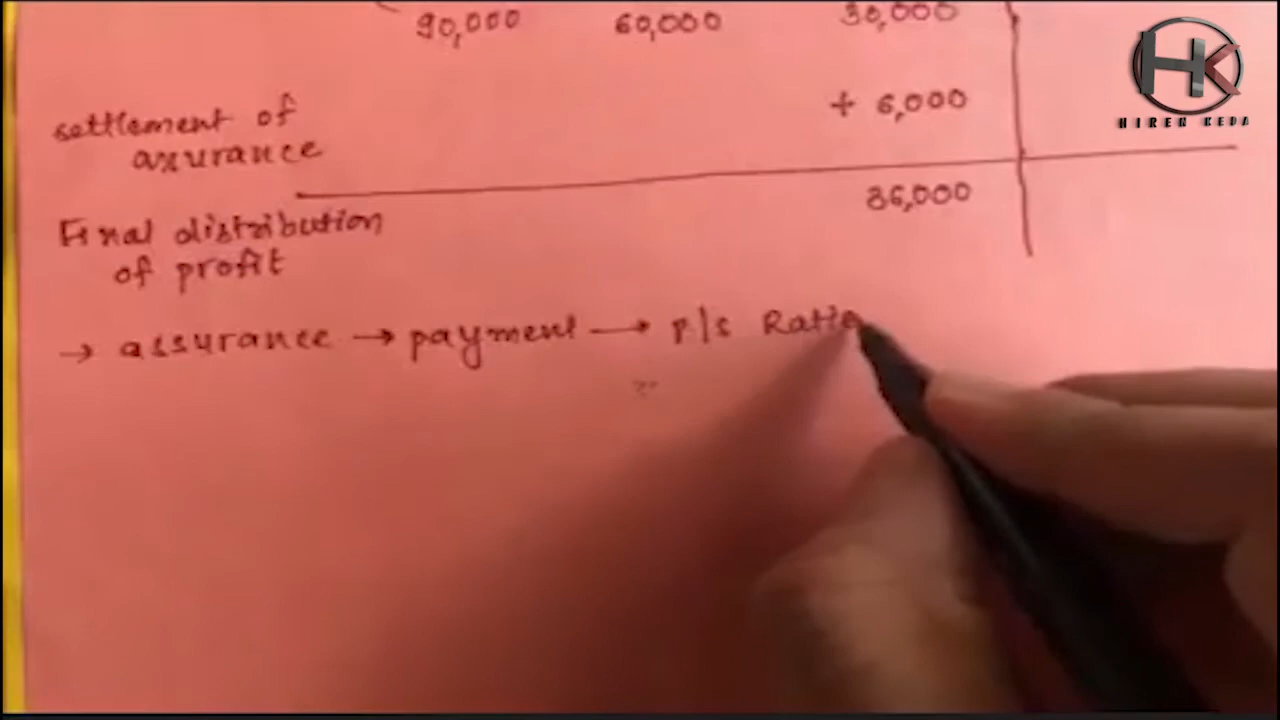 90,000 60,000 30,000
settlement of + 6,000
assurance
Final distribution 36,000
of profit
→ assurance → payment → P/s Ratio
HK
HIREN KEDA